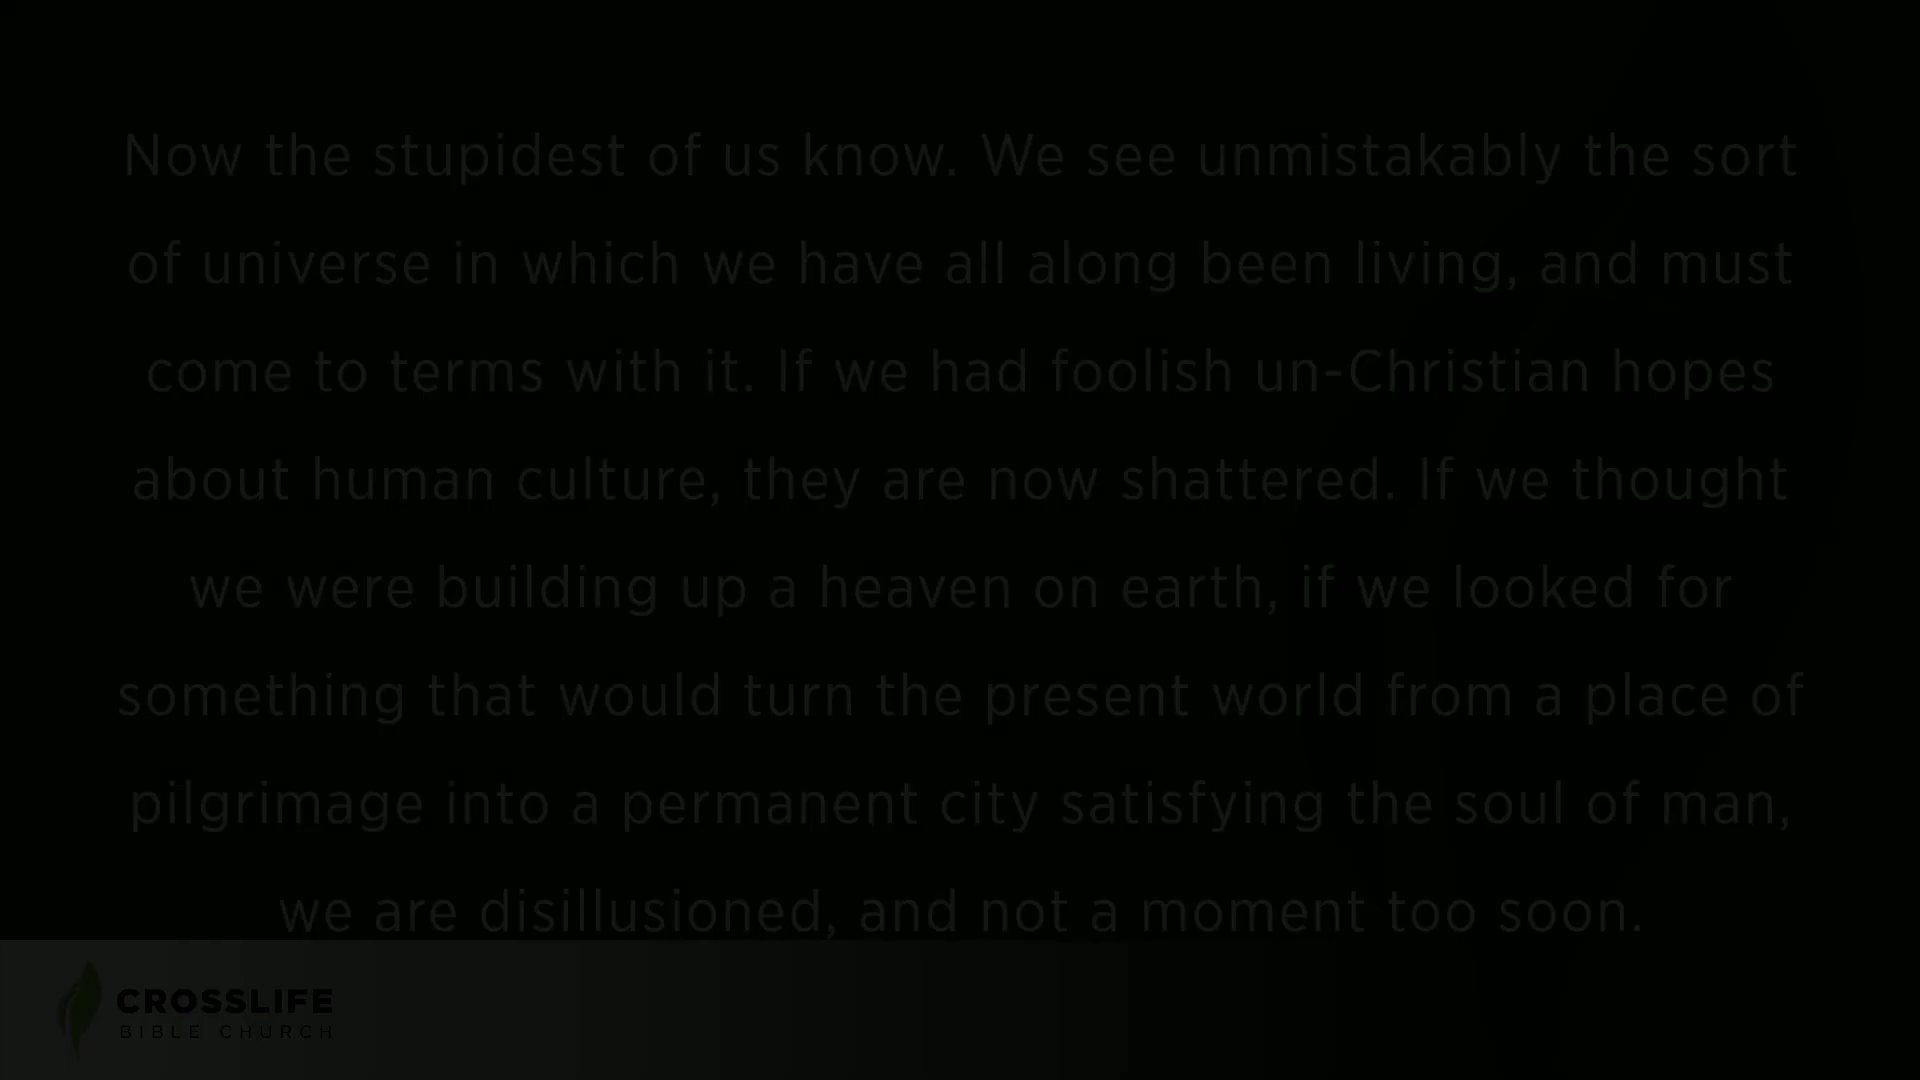 Now the stupidest of us know. We see unmistakably the sort
of universe in which we have all along been living, and must
come to terms with it. If we had foolish un-Christian hopes
about human culture, they are now shattered. If we thought
we were building up a heaven on earth, if we looked for
something that would turn the present world from a place of
pilgrimage into a permanent city satisfying the soul of man,
we are disillusioned, and not a moment too soon.
CROSSLIFE
BIBLE CHURCH